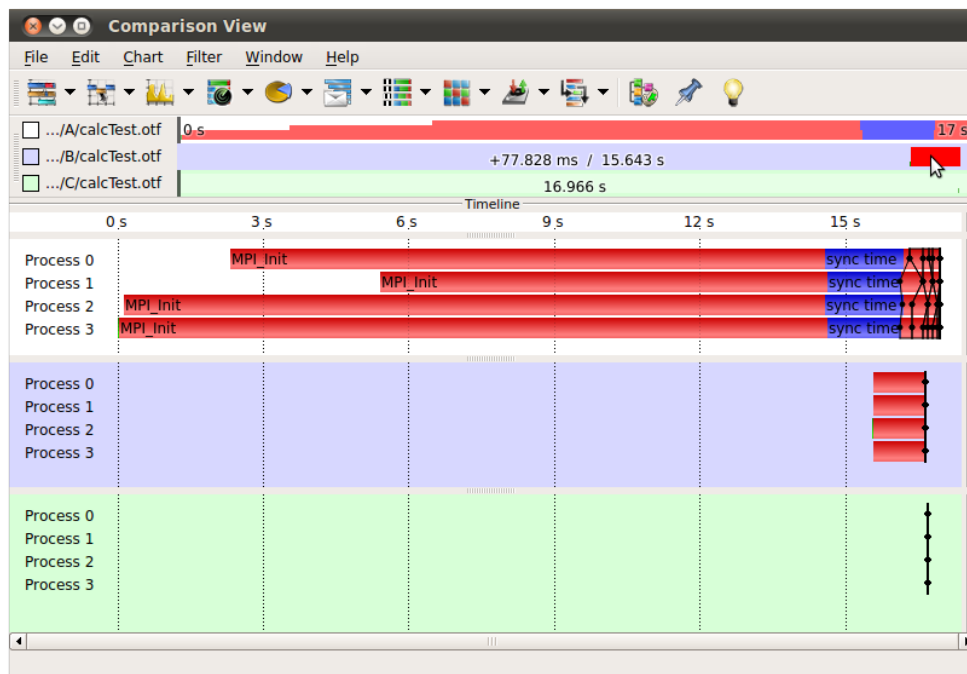 Comparison View
File Edit Chart Filter Window Help
.../A/calcTest.otf 0 s 17 s
.../B/calcTest.otf +77.828 ms / 15.643 s
.../C/calcTest.otf 16.966 s
Timeline
0 s 3 s 6 s 9 s 12 s 15 s
Process 0 MPI_Init sync time
Process 1 MPI_Init sync time
Process 2 MPI_Init sync time
Process 3 MPI_Init sync time
Process 0
Process 1
Process 2
Process 3
Process 0
Process 1
Process 2
Process 3